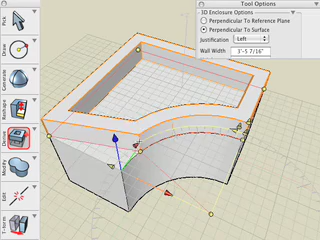 Tool Options
3D Enclosure Options
Perpendicular To Reference Plane
Perpendicular To Surface
Justification Left
Wall Width 3'-5 7/16"
Pick
Draw
Generate
Reshape
Derive
Modify
Edit
T-form